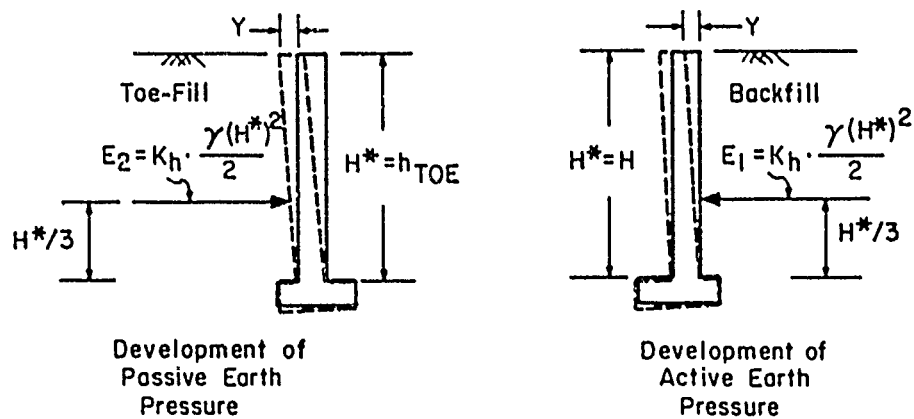 Y
Toe-Fill
E₂=Kₕ·γ(H*)²/2
H*=h_TOE
H*/3
Development of
Passive Earth
Pressure
Y
Backfill
H*=H
E₁=Kₕ·γ(H*)²/2
H*/3
Development of
Active Earth
Pressure